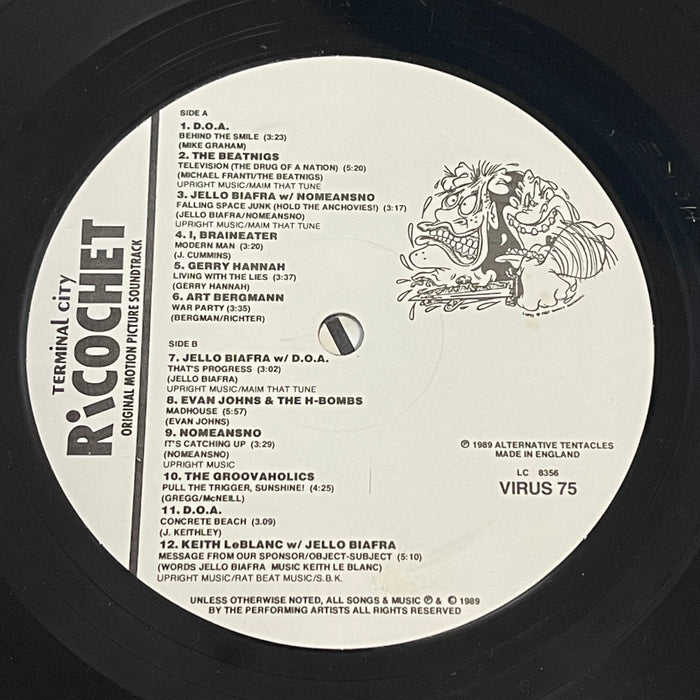 TERMINAL CITY
RiCOCHET
ORIGINAL MOTION PICTURE SOUNDTRACK
SIDE A
1. D.O.A.
BEHIND THE SMILE (3:23)
(MIKE GRAHAM)
2. THE BEATNIGS
TELEVISION (THE DRUG OF A NATION) (5:20)
(MICHAEL FRANTI/THE BEATNIGS)
UPRIGHT MUSIC/MAIM THAT TUNE
3. JELLO BIAFRA w/ NOMEANSNO
FALLING SPACE JUNK (HOLD THE ANCHOVIES!) (3:17)
(JELLO BIAFRA/NOMEANSNO)
UPRIGHT MUSIC/MAIM THAT TUNE
4. I, BRAINEATER
MODERN MAN (3:20)
(J. CUMMINS)
5. GERRY HANNAH
LIVING WITH THE LIES (3:37)
(GERRY HANNAH)
6. ART BERGMANN
WAR PARTY (3:35)
(BERGMAN/RICHTER)
SIDE B
7. JELLO BIAFRA w/ D.O.A.
THAT'S PROGRESS (3:02)
(JELLO BIAFRA)
UPRIGHT MUSIC/MAIM THAT TUNE
8. EVAN JOHNS & THE H-BOMBS
MADHOUSE (5:57)
(EVAN JOHNS)
9. NOMEANSNO
IT'S CATCHING UP (3:29)
(NOMEANSNO)
UPRIGHT MUSIC
10. THE GROOVAHOLICS
PULL THE TRIGGER, SUNSHINE! (4:25)
(GREGG/McNEILL)
11. D.O.A.
CONCRETE BEACH (3.09)
(J. KEITHLEY)
12. KEITH LeBLANC w/ JELLO BIAFRA
MESSAGE FROM OUR SPONSOR/OBJECT-SUBJECT (5:10)
(WORDS JELLO BIAFRA MUSIC KEITH LE BLANC)
UPRIGHT MUSIC/RAT BEAT MUSIC/S.B.K.
℗ 1989 ALTERNATIVE TENTACLES
MADE IN ENGLAND
LC 8356
VIRUS 75
UNLESS OTHERWISE NOTED, ALL SONGS & MUSIC ℗ & © 1989
BY THE PERFORMING ARTISTS ALL RIGHTS RESERVED